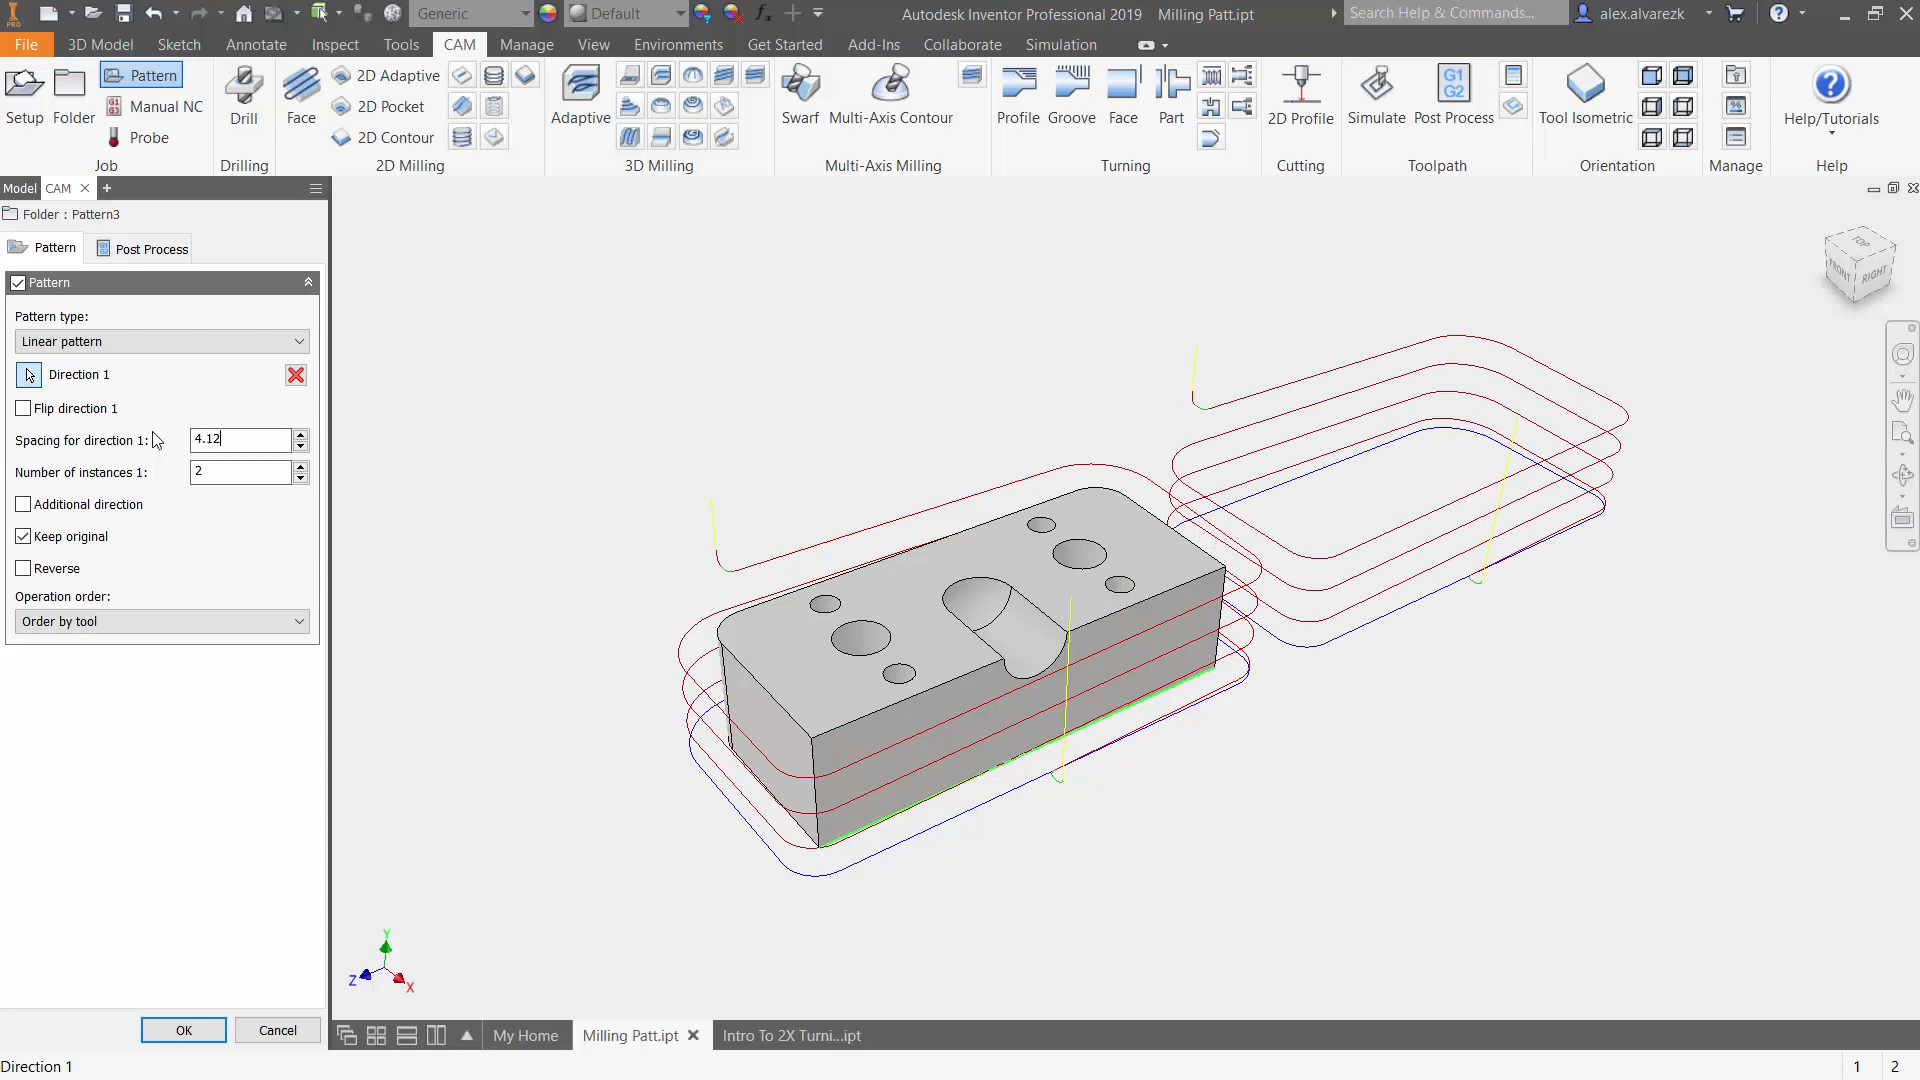 PRO
Generic
Default
Autodesk Inventor Professional 2019 Milling Patt.ipt
Search Help & Commands...
alex.alvarezk
File 3D Model Sketch Annotate Inspect Tools CAM Manage View Environments Get Started Add-Ins Collaborate Simulation
Setup
Folder
Pattern
Manual NC
Probe
Job
Drill
Drilling
Face
2D Adaptive
2D Pocket
2D Contour
2D Milling
Adaptive
3D Milling
Swarf
Multi-Axis Contour
Multi-Axis Milling
Profile
Groove
Face
Part
Turning
2D Profile
Cutting
Simulate
G1
G2
Post Process
Toolpath
Tool Isometric
Orientation
Manage
Help/Tutorials
Help
Model CAM
Folder : Pattern3
Pattern
Post Process
Pattern
Pattern type:
Linear pattern
Direction 1
Flip direction 1
Spacing for direction 1: 4.12
Number of instances 1: 2
Additional direction
Keep original
Reverse
Operation order:
Order by tool
OK
Cancel
TOP
FRONT
RIGHT
Y
Z
X
My Home
Milling Patt.ipt
Intro To 2X Turni...ipt
Direction 1
1
2